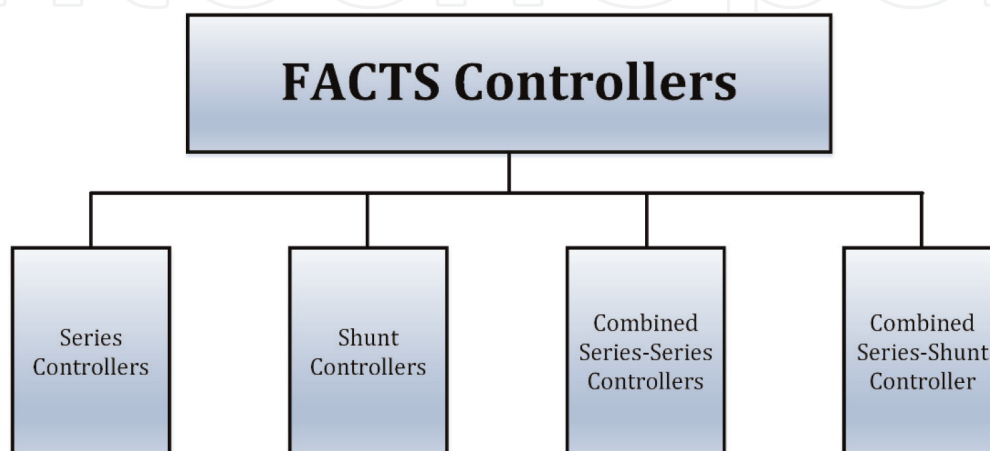 FACTS Controllers
Series
Controllers
Shunt
Controllers
Combined
Series-Series
Controllers
Combined
Series-Shunt
Controller